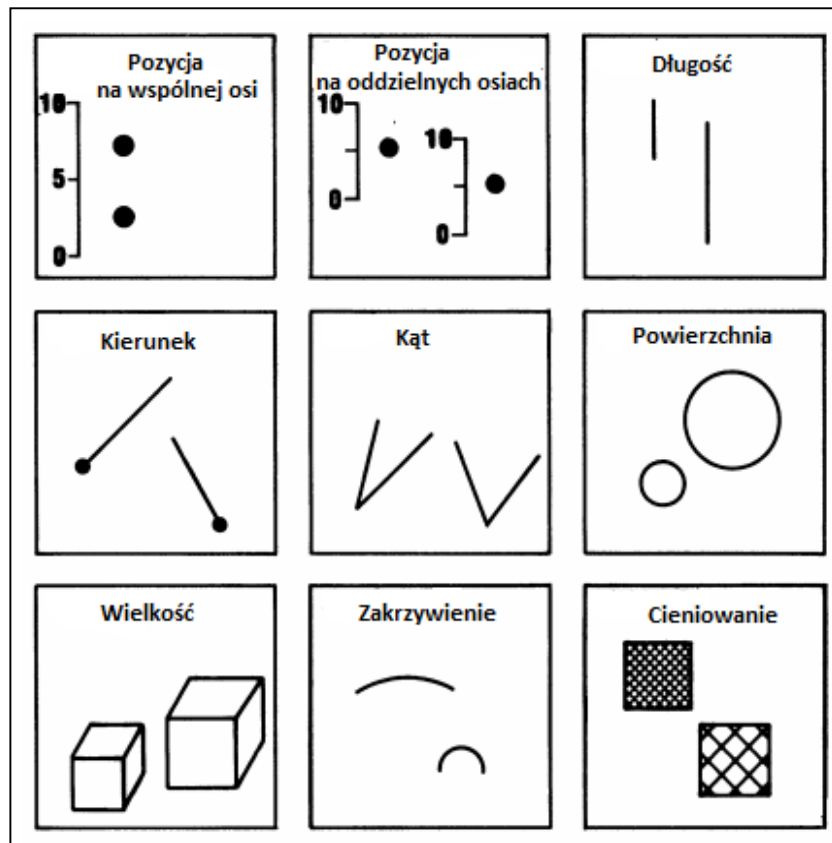 Pozycja
na wspólnej osi
10
5
0
Pozycja
na oddzielnych osiach
10
0
10
0
Długość
Kierunek
Kąt
Powierzchnia
Wielkość
Zakrzywienie
Cieniowanie